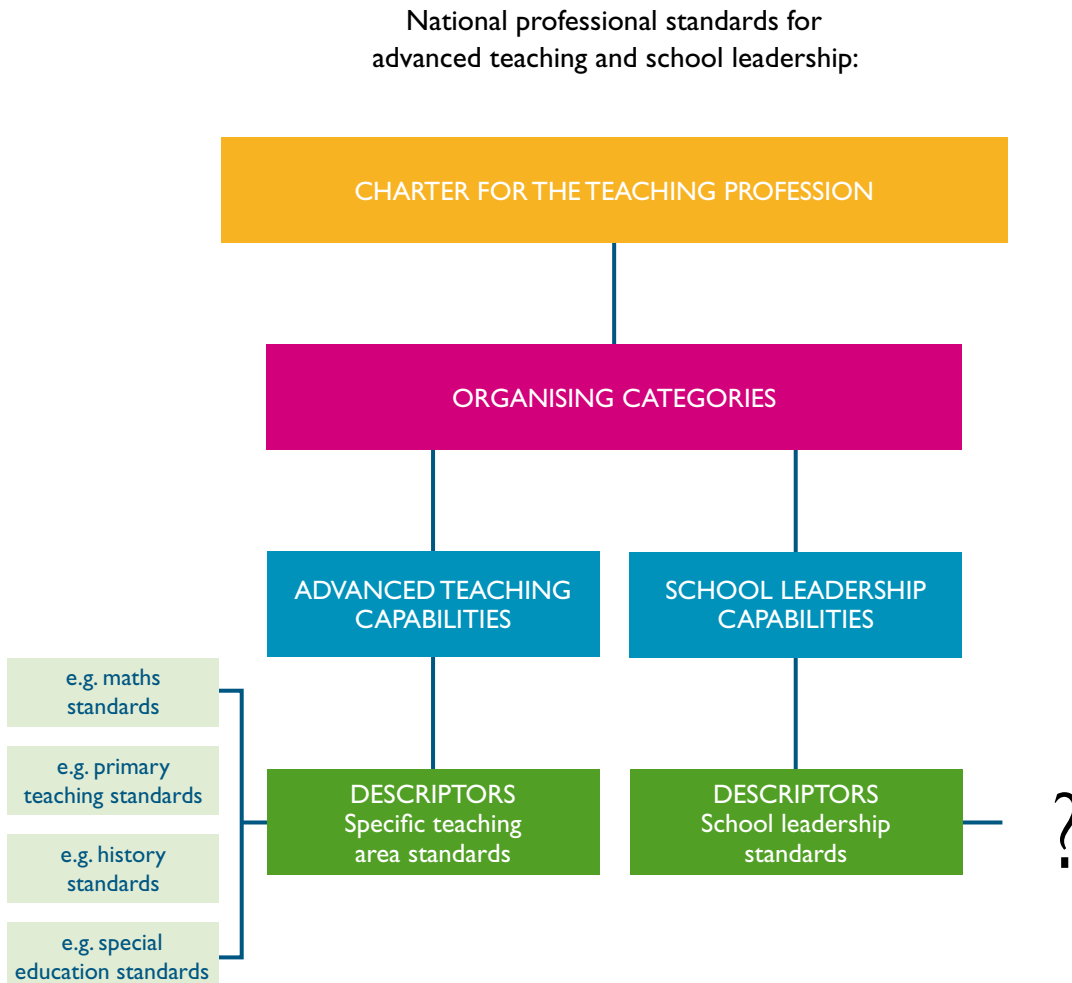 National professional standards for
advanced teaching and school leadership:
CHARTER FOR THE TEACHING PROFESSION
ORGANISING CATEGORIES
ADVANCED TEACHING
CAPABILITIES
SCHOOL LEADERSHIP
CAPABILITIES
e.g. maths
standards
e.g. primary
teaching standards
e.g. history
standards
e.g. special
education standards
DESCRIPTORS
Specific teaching
area standards
DESCRIPTORS
School leadership
standards
?